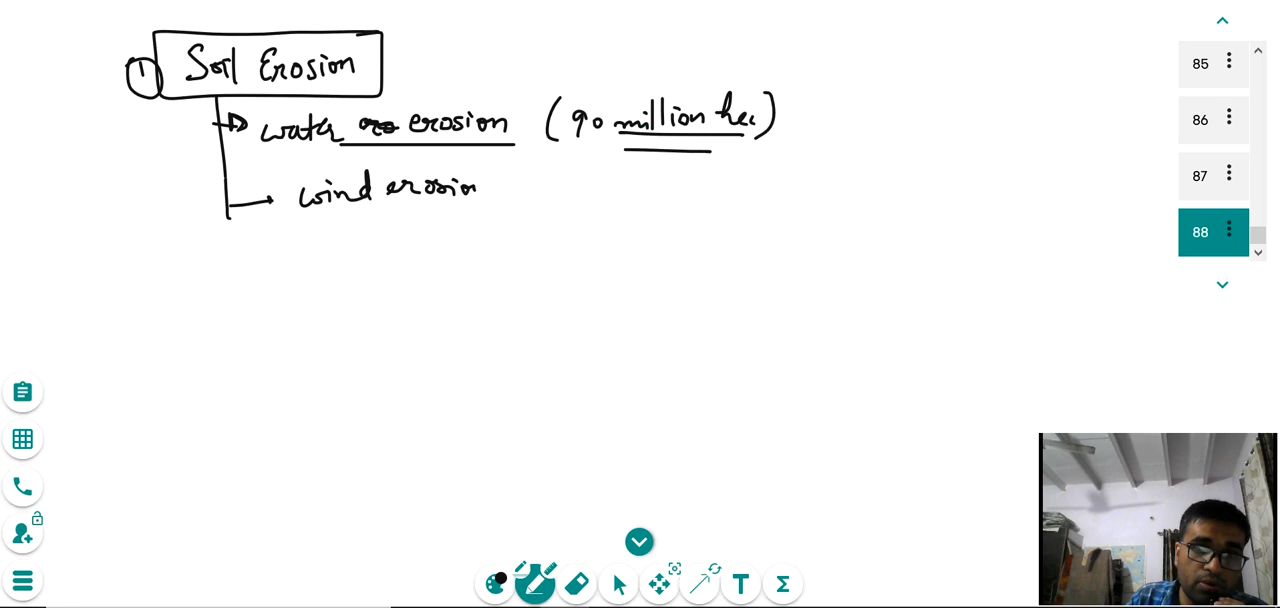 ① Soil Erosion
water erosion (90 million hec)
wind erosion
85
86
87
88
T
Σ